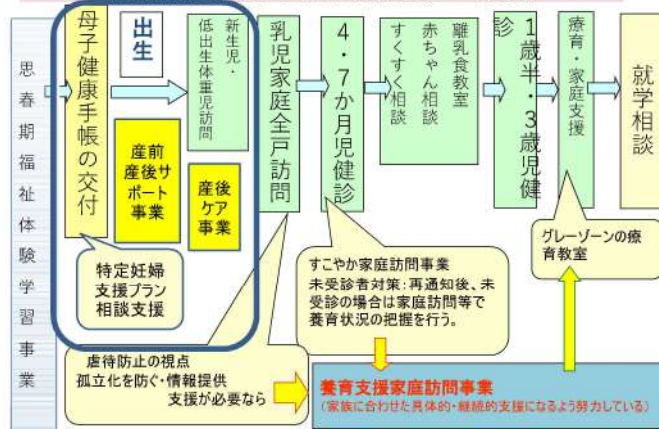 思春期福祉体験学習事業
母子健康手帳の交付
出生
新生児・
低出生体重児訪問
産前
産後サ
ポート
事業
産後
ケア
事業
特定妊婦
支援プラン
相談支援
乳児家庭全戸訪問
4・7か月児健診
離乳食教室
赤ちゃん相談
すくすく相談
1歳半・3歳児健
診
療育・家庭支援
就学相談
グレーゾーンの療
育教室
すこやか家庭訪問事業
未受診者対策:再通知後、未
受診の場合は家庭訪問等で
養育状況の把握を行う。
虐待防止の視点
孤立化を防ぐ・情報提供
支援が必要なら
養育支援家庭訪問事業
(家族に合わせた具体的・継続的支援になるよう努力している)